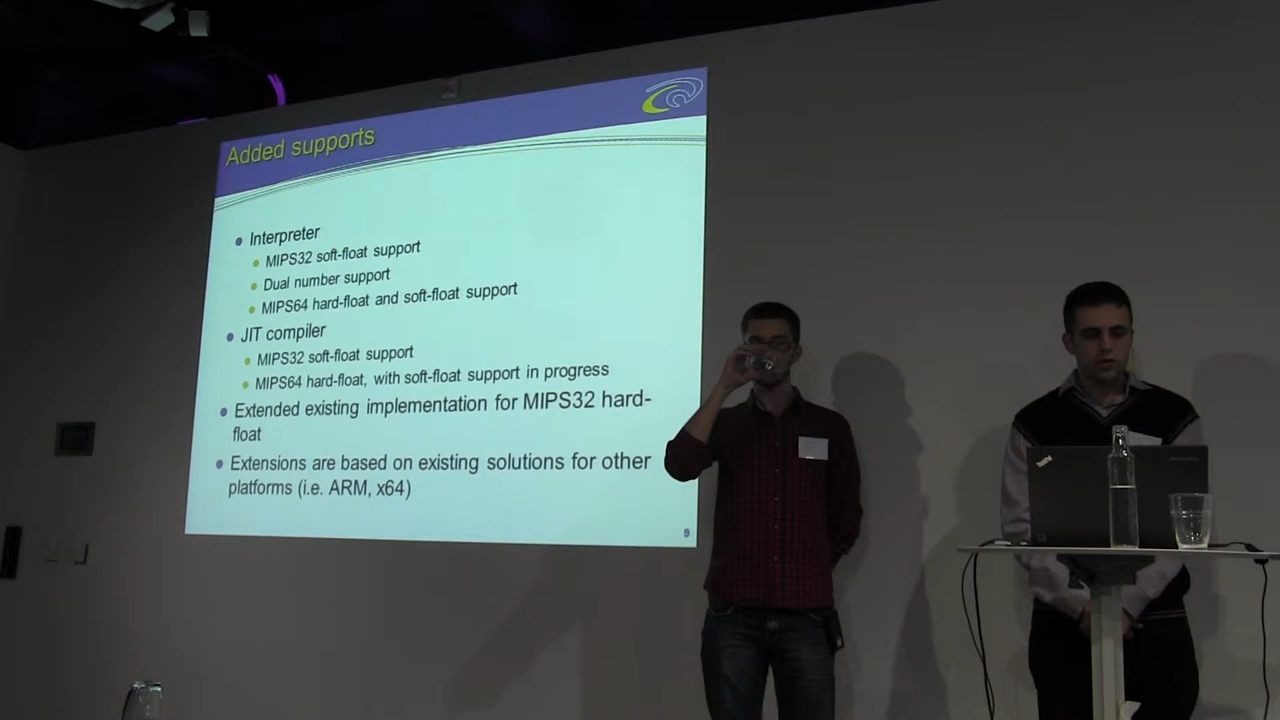 Added supports
Interpreter
MIPS32 soft-float support
Dual number support
MIPS64 hard-float and soft-float support
JIT compiler
MIPS32 soft-float support
MIPS64 hard-float, with soft-float support in progress
Extended existing implementation for MIPS32 hard-
float
Extensions are based on existing solutions for other
platforms (i.e. ARM, x64)
9